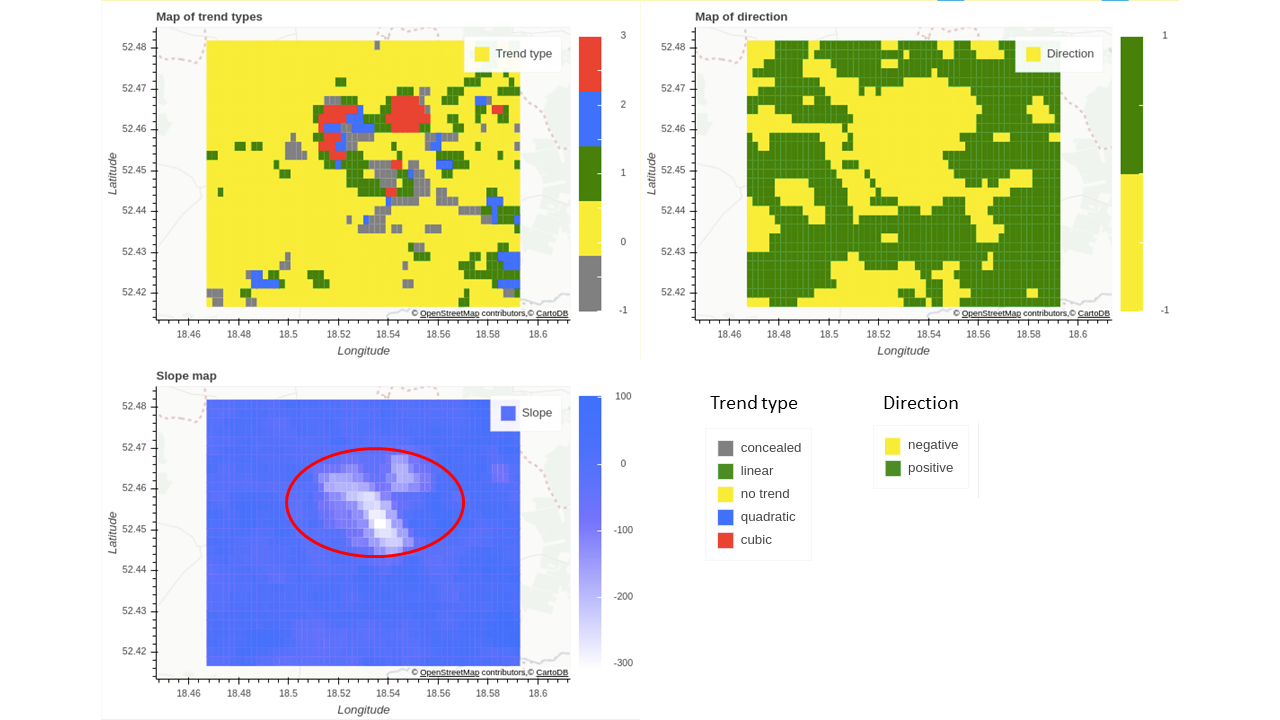 Map of trend types
52.48
52.47
52.46
52.45
52.44
52.43
52.42
Latitude
Trend type
3
2
1
0
-1
© OpenStreetMap contributors,© CartoDB
18.46 18.48 18.5 18.52 18.54 18.56 18.58 18.6
Longitude
Map of direction
52.48
52.47
52.46
52.45
52.44
52.43
52.42
Latitude
Direction
1
-1
© OpenStreetMap contributors,© CartoDB
18.46 18.48 18.5 18.52 18.54 18.56 18.58 18.6
Longitude
Slope map
52.48
52.47
52.46
52.45
52.44
52.43
52.42
Latitude
Slope
100
0
-100
-200
-300
© OpenStreetMap contributors,© CartoDB
18.46 18.48 18.5 18.52 18.54 18.56 18.58 18.6
Longitude
Trend type
concealed
linear
no trend
quadratic
cubic
Direction
negative
positive